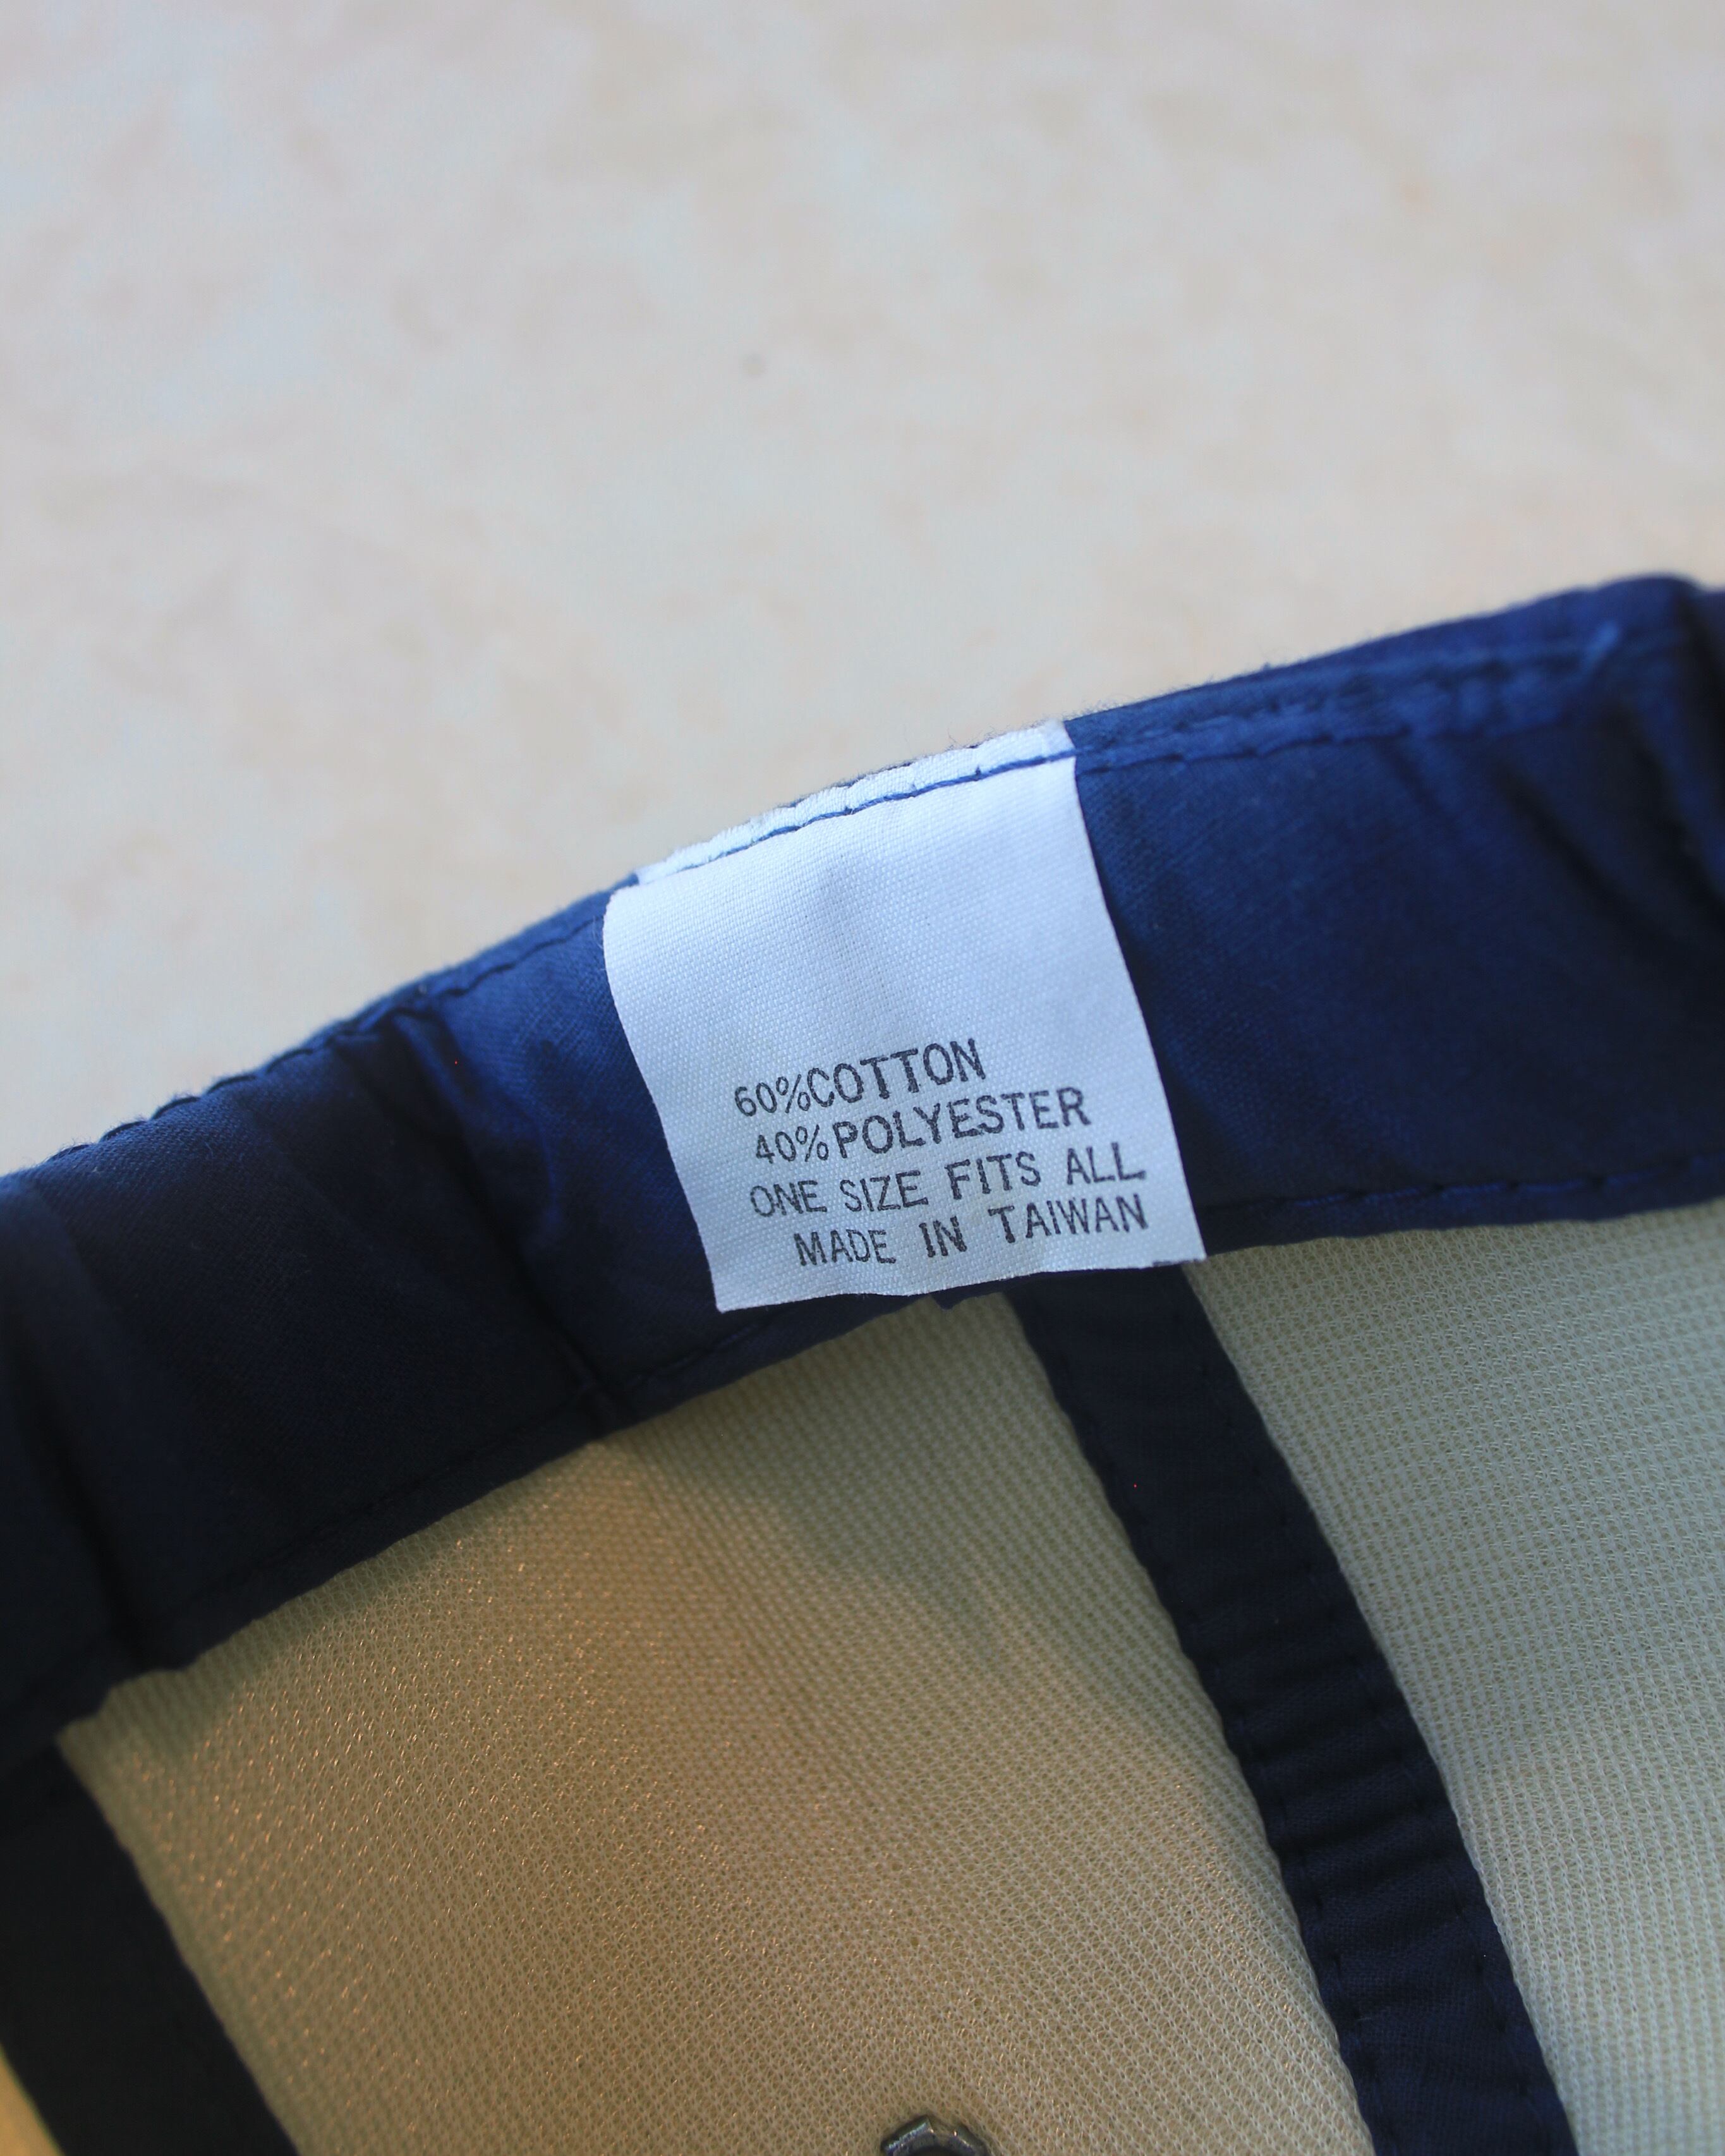 60%COTTON
40%POLYESTER
ONE SIZE FITS ALL
MADE IN TAIWAN